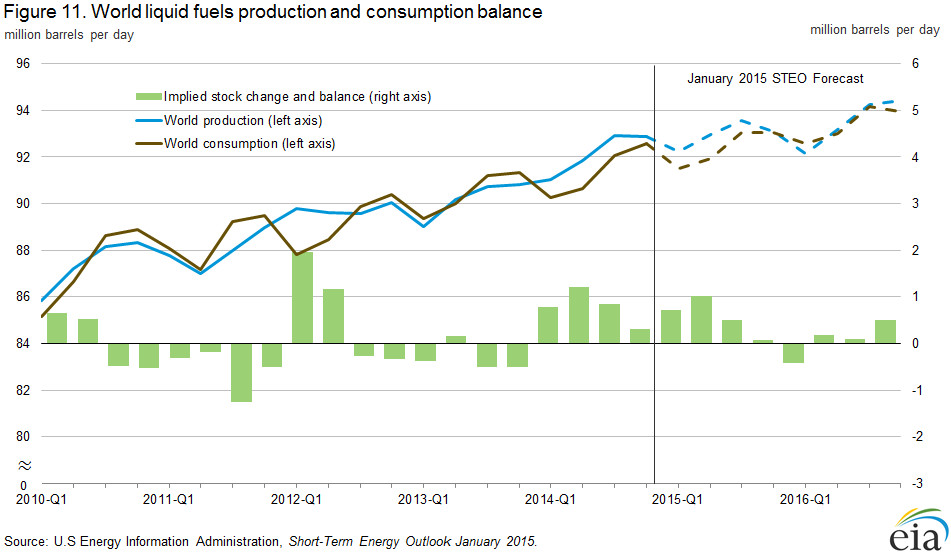 Figure 11. World liquid fuels production and consumption balance
million barrels per day
million barrels per day
96
94
92
90
88
86
84
82
80
0
6
5
4
3
2
1
0
-1
-2
-3
January 2015 STEO Forecast
Implied stock change and balance (right axis)
World production (left axis)
World consumption (left axis)
2010-Q1 2011-Q1 2012-Q1 2013-Q1 2014-Q1 2015-Q1 2016-Q1
Source: U.S Energy Information Administration, Short-Term Energy Outlook January 2015.
eia